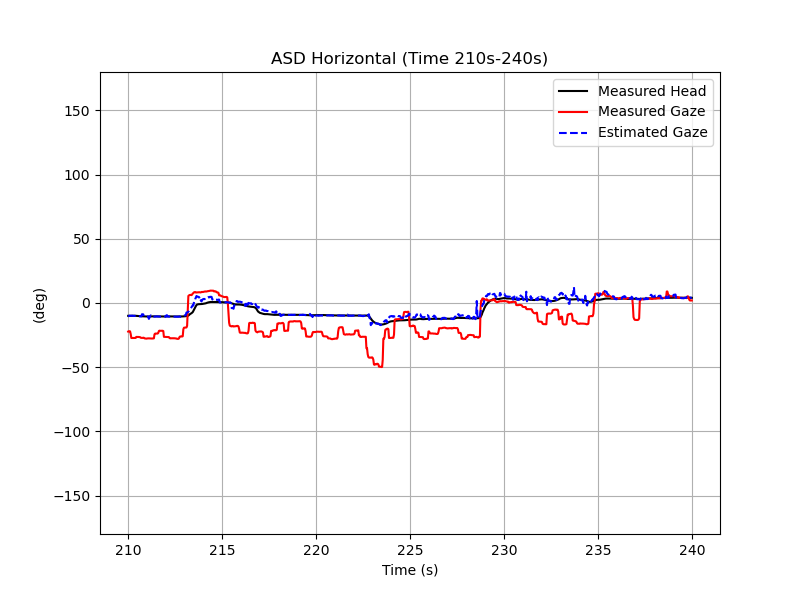 ASD Horizontal (Time 210s-240s)
Measured Head
Measured Gaze
Estimated Gaze
150
100
50
0
−50
−100
−150
(deg)
210 215 220 225 230 235 240
Time (s)